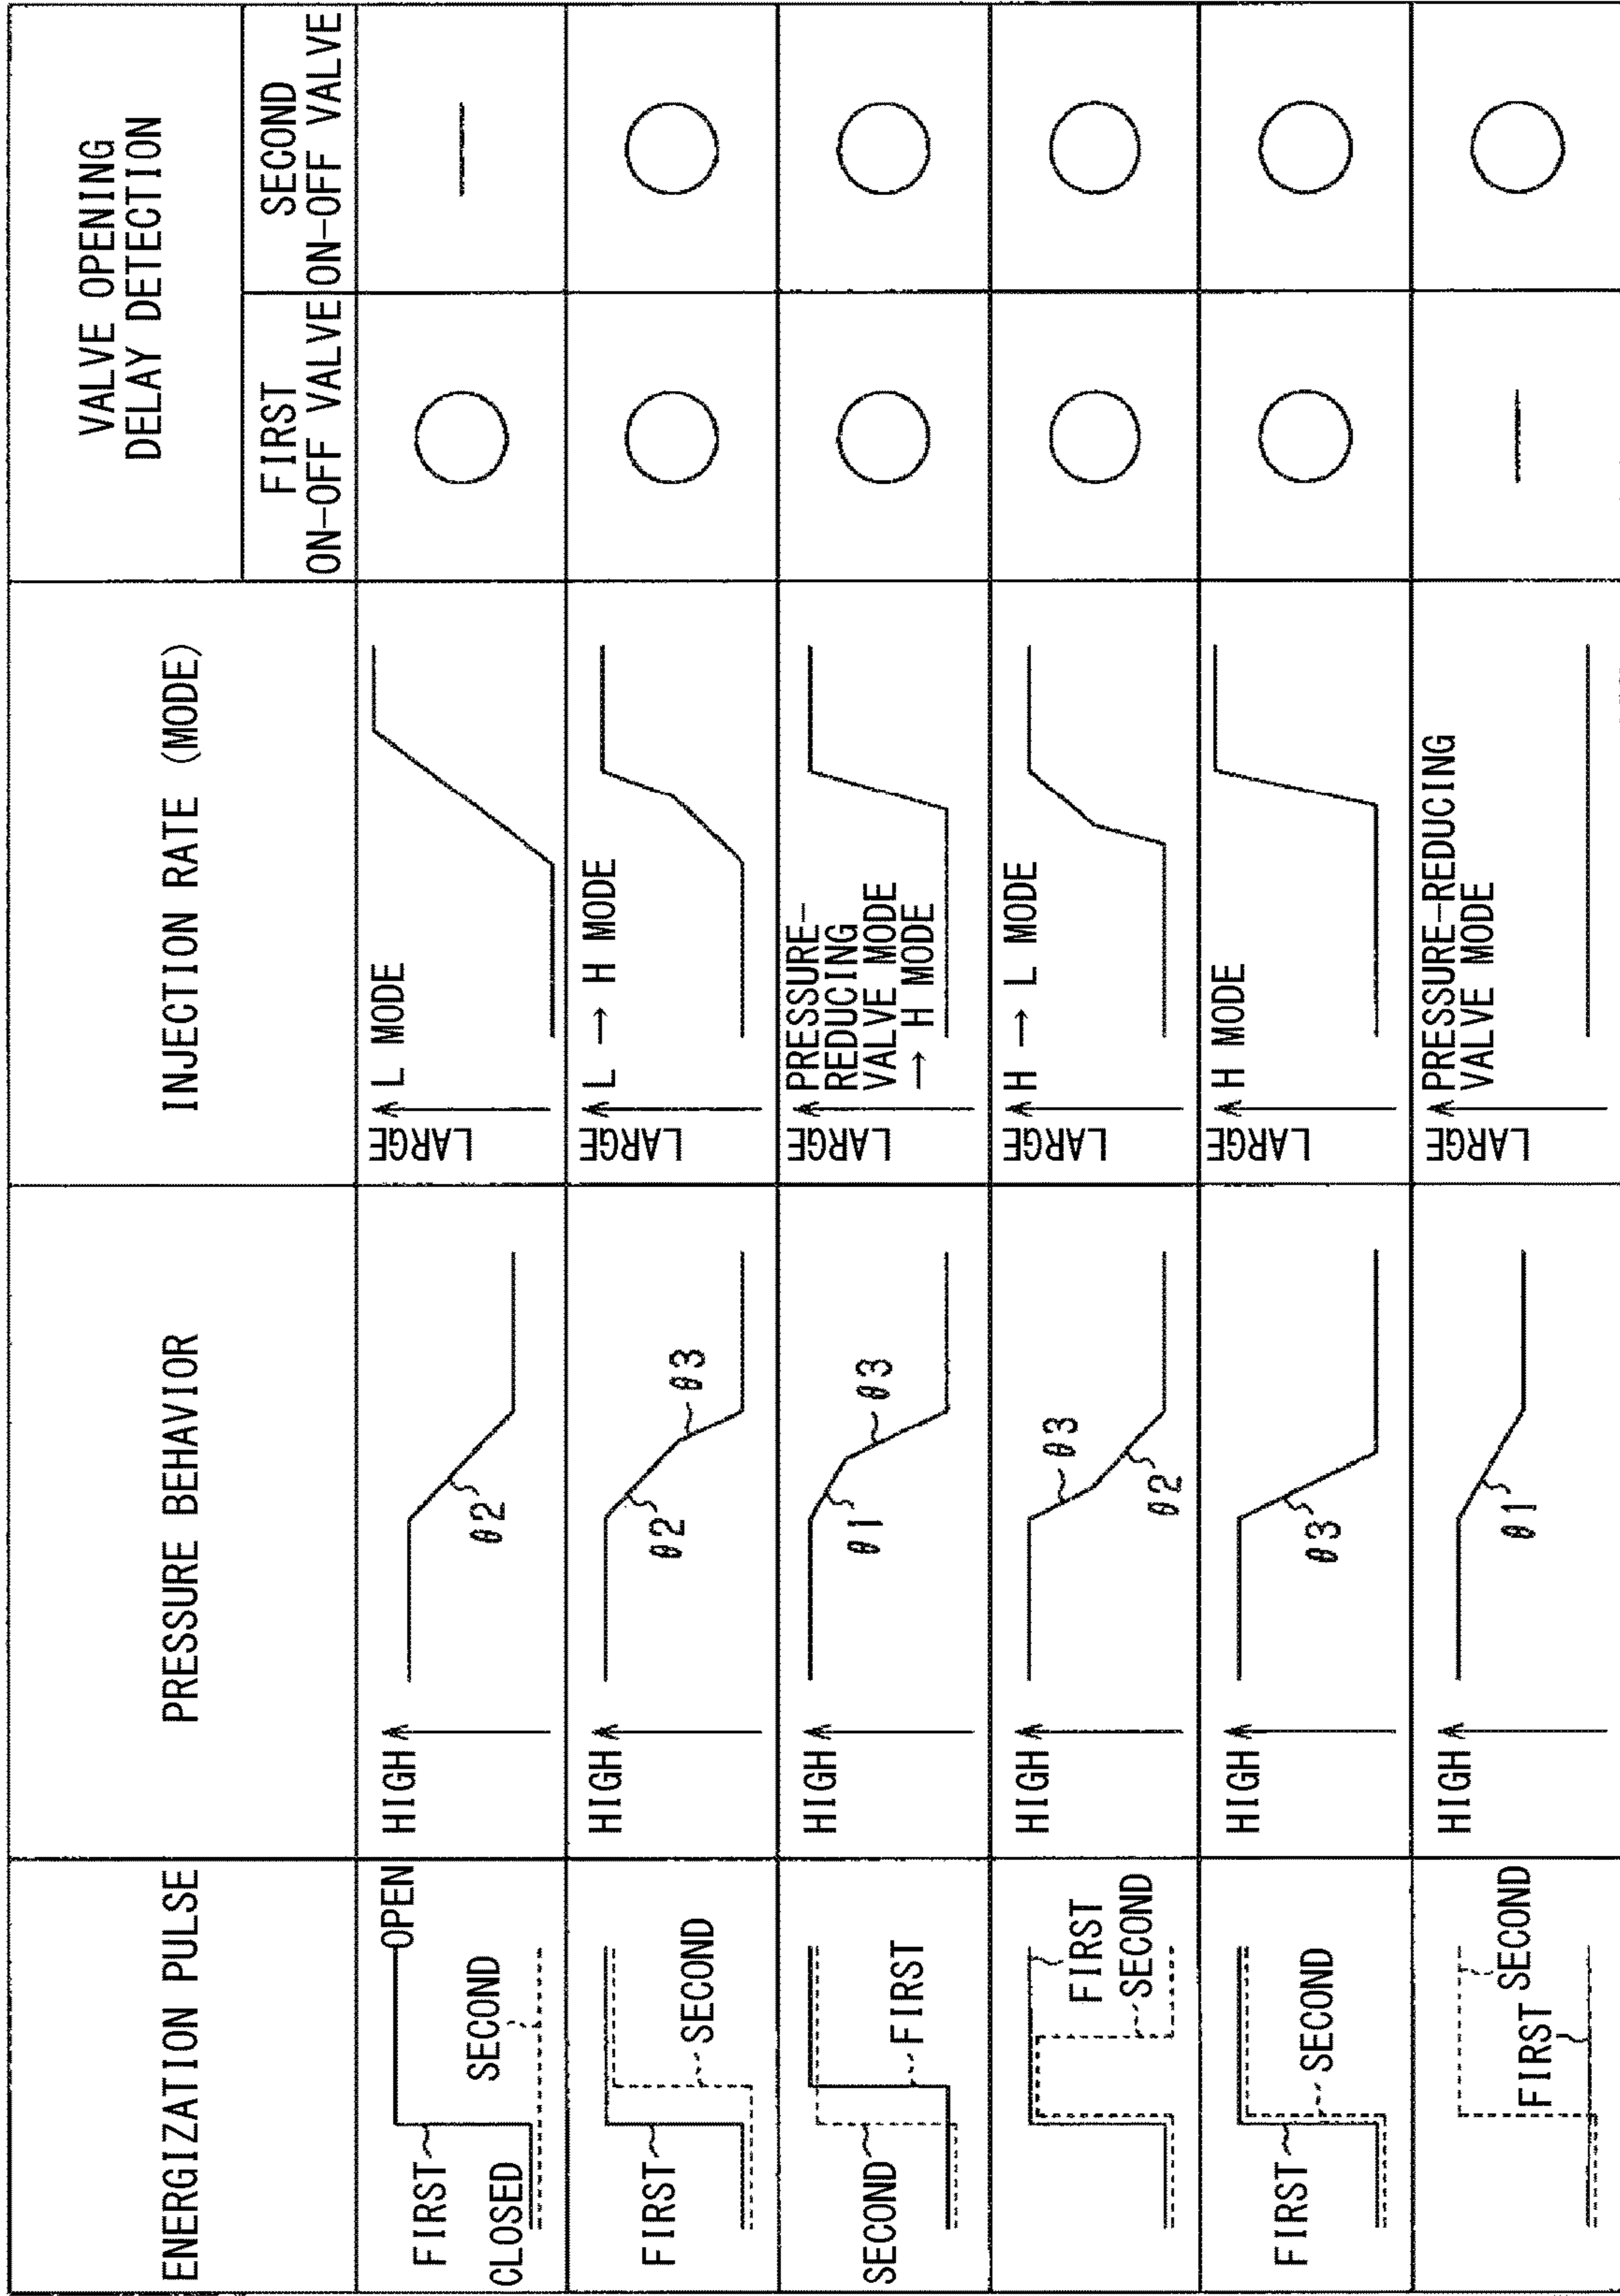 ENERGIZATION PULSE
PRESSURE BEHAVIOR
INJECTION RATE (MODE)
VALVE OPENING
DELAY DETECTION
FIRST
ON-OFF VALVE
SECOND
ON-OFF VALVE
FIRST
CLOSED
OPEN
SECOND
HIGH
θ2
LARGE
L MODE
FIRST
SECOND
HIGH
θ2
θ3
LARGE
L → H MODE
SECOND
FIRST
HIGH
θ1
θ3
LARGE
PRESSURE-
REDUCING
VALVE MODE
→ H MODE
FIRST
SECOND
HIGH
θ3
θ2
LARGE
H → L MODE
FIRST
SECOND
HIGH
θ3
LARGE
H MODE
FIRST
SECOND
HIGH
θ1
LARGE
PRESSURE-REDUCING
VALVE MODE